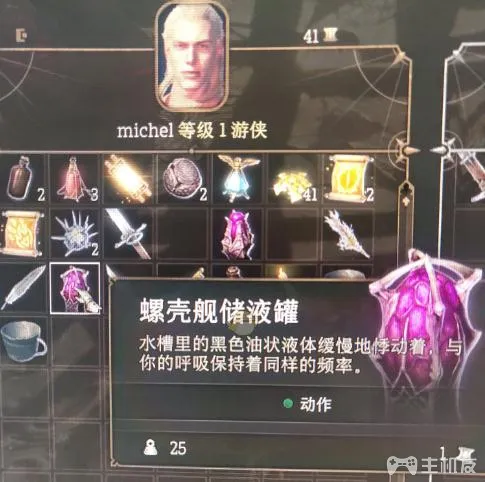 41
michel 等级 1 游侠
2 3 2 41 2
2
螺壳舰储液罐
水槽里的黑色油状液体缓慢地悸动着，与
你的呼吸保持着同样的频率。
动作
25 1
主机友